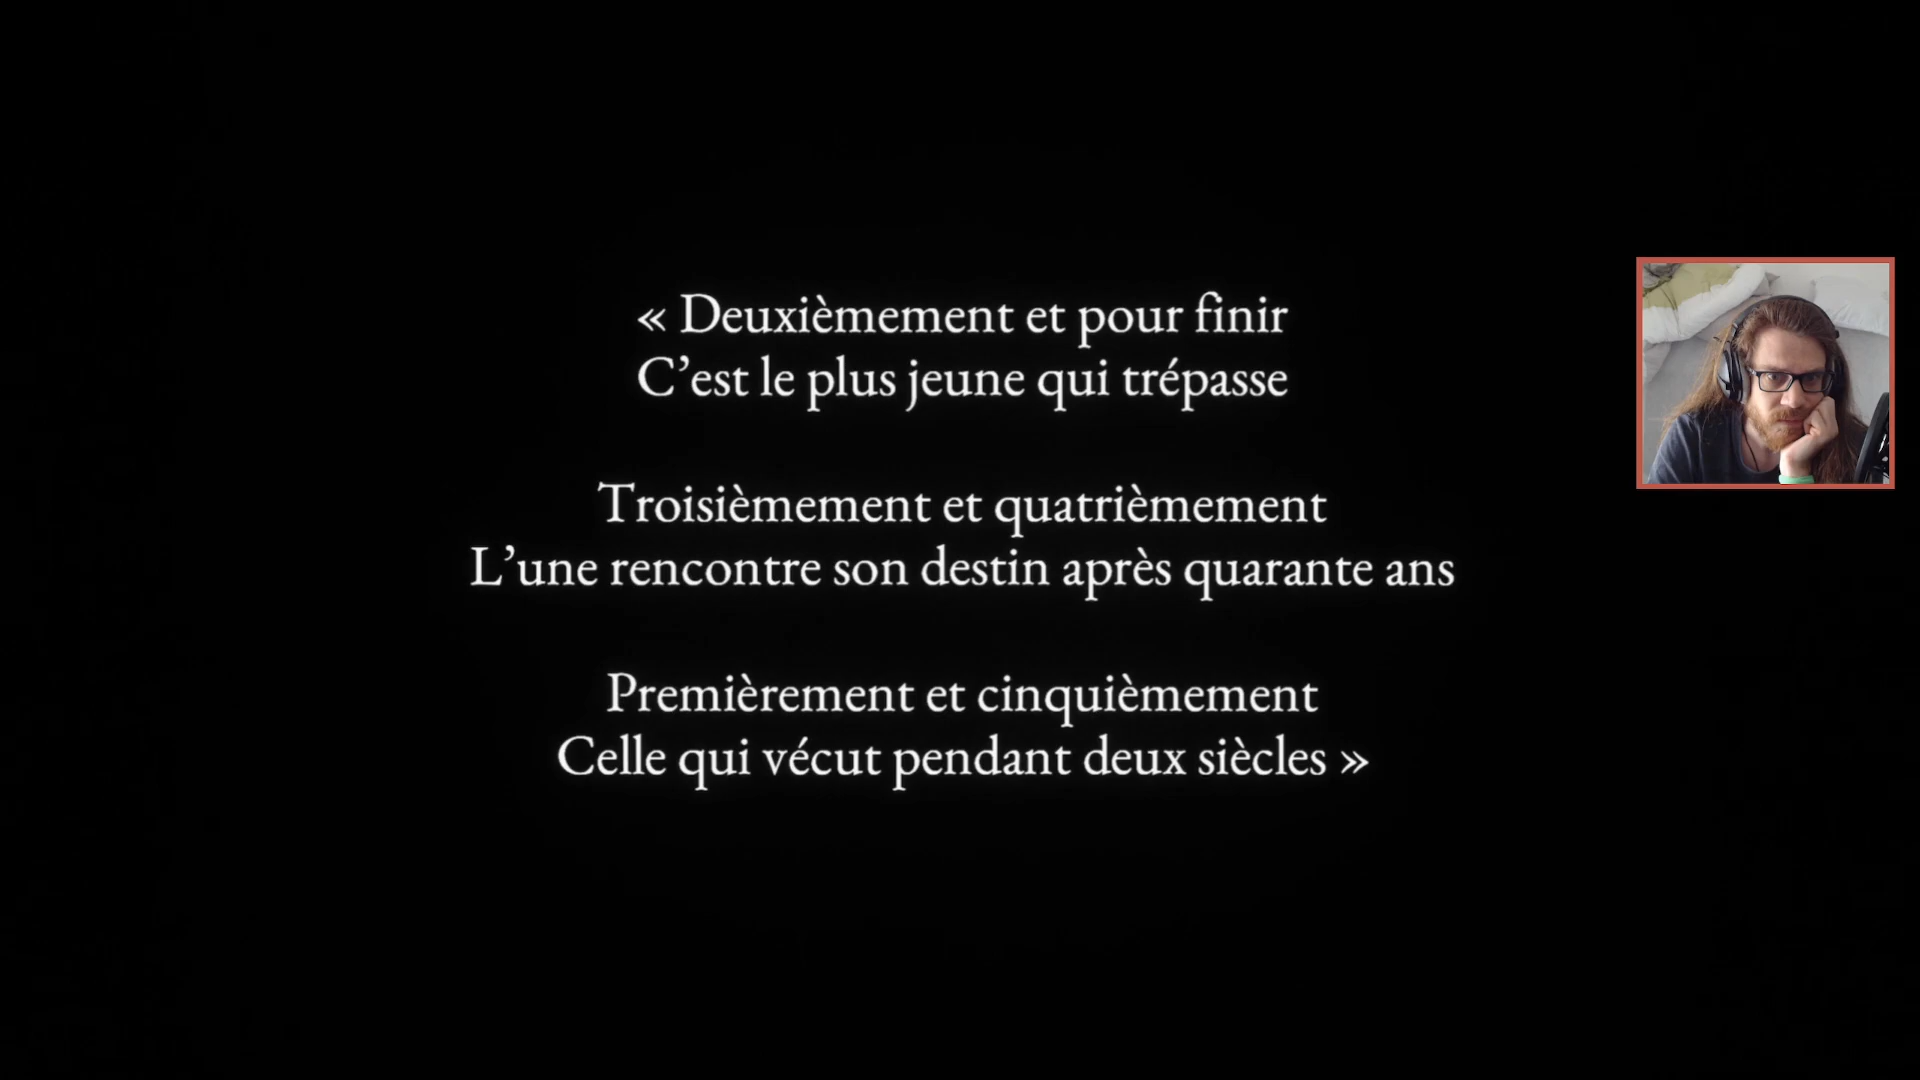 « Deuxièmement et pour finir
C’est le plus jeune qui trépasse
Troisièmement et quatrièmement
L’une rencontre son destin après quarante ans
Premièrement et cinquièmement
Celle qui vécut pendant deux siècles »